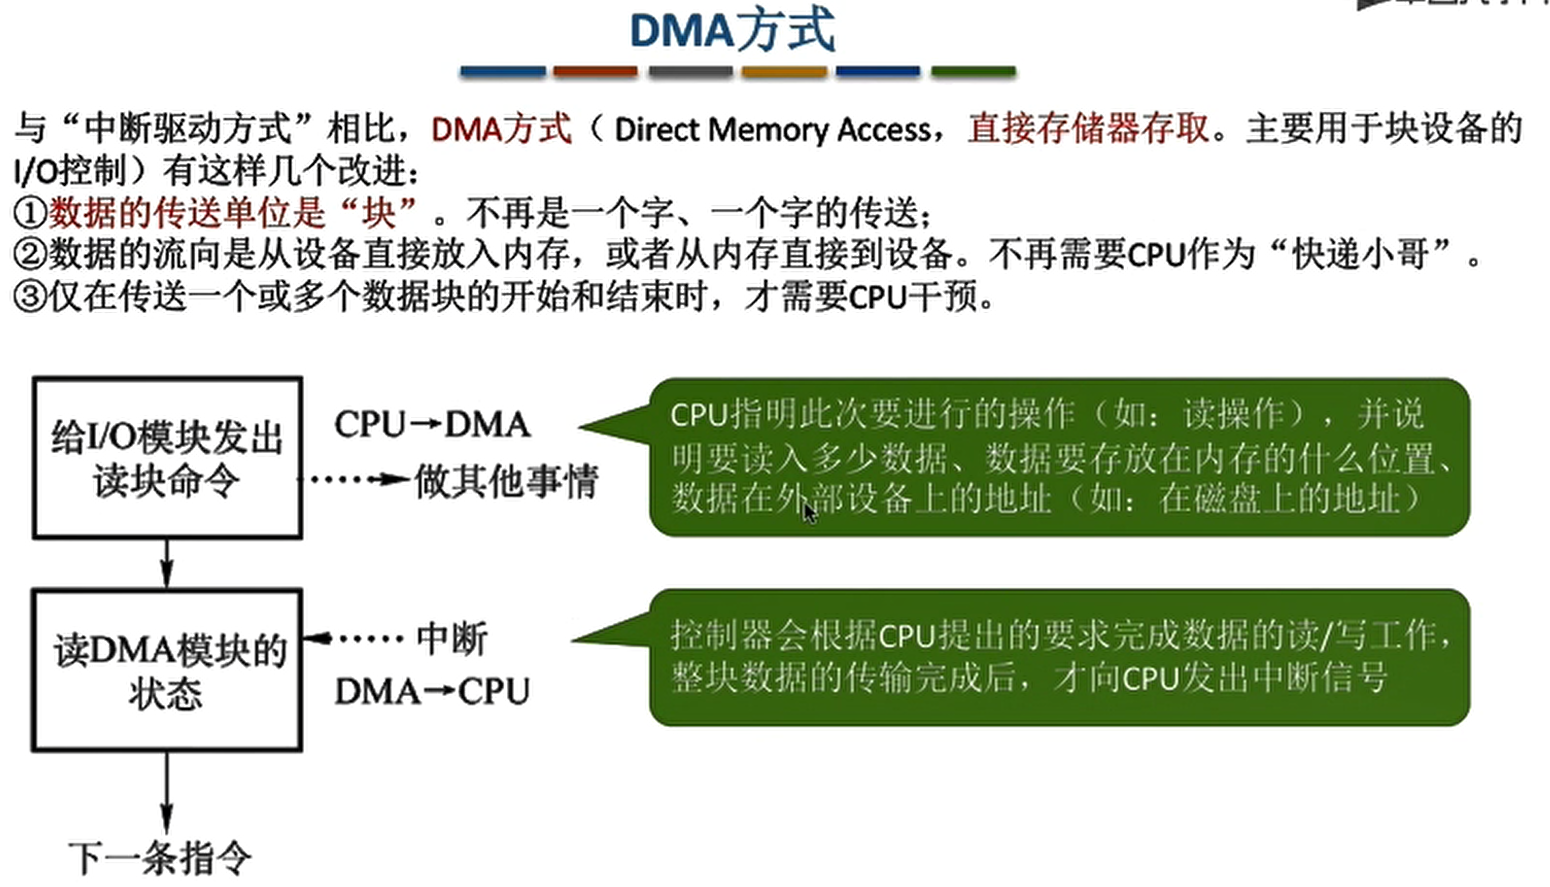 DMA方式
与“中断驱动方式”相比，DMA方式（ Direct Memory Access，直接存储器存取。主要用于块设备的
I/O控制）有这样几个改进：
①数据的传送单位是“块”。不再是一个字、一个字的传送；
②数据的流向是从设备直接放入内存，或者从内存直接到设备。不再需要CPU作为“快递小哥”。
③仅在传送一个或多个数据块的开始和结束时，才需要CPU干预。
给I/O模块发出
读块命令
CPU→DMA
做其他事情
CPU指明此次要进行的操作（如：读操作），并说
明要读入多少数据、数据要存放在内存的什么位置、
数据在外部设备上的地址（如：在磁盘上的地址）
读DMA模块的
状态
中断
DMA→CPU
控制器会根据CPU提出的要求完成数据的读/写工作，
整块数据的传输完成后，才向CPU发出中断信号
下一条指令